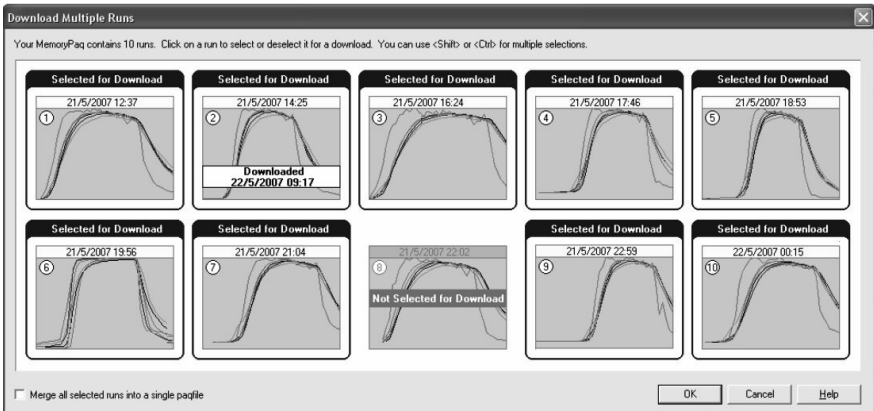 Download Multiple Runs
Your MemoryPaq contains 10 runs. Click on a run to select or deselect it for a download. You can use <Shift> or <Ctrl> for multiple selections.
Selected for Download
21/5/2007 12:37
1
Selected for Download
21/5/2007 14:25
2
Downloaded
22/5/2007 09:17
Selected for Download
21/5/2007 16:24
3
Selected for Download
21/5/2007 17:46
4
Selected for Download
21/5/2007 18:53
5
Selected for Download
21/5/2007 19:56
6
Selected for Download
21/5/2007 21:04
7
21/5/2007 22:02
8
Not Selected for Download
Selected for Download
21/5/2007 22:59
9
Selected for Download
22/5/2007 00:15
10
Merge all selected runs into a single paqfile
OK Cancel Help